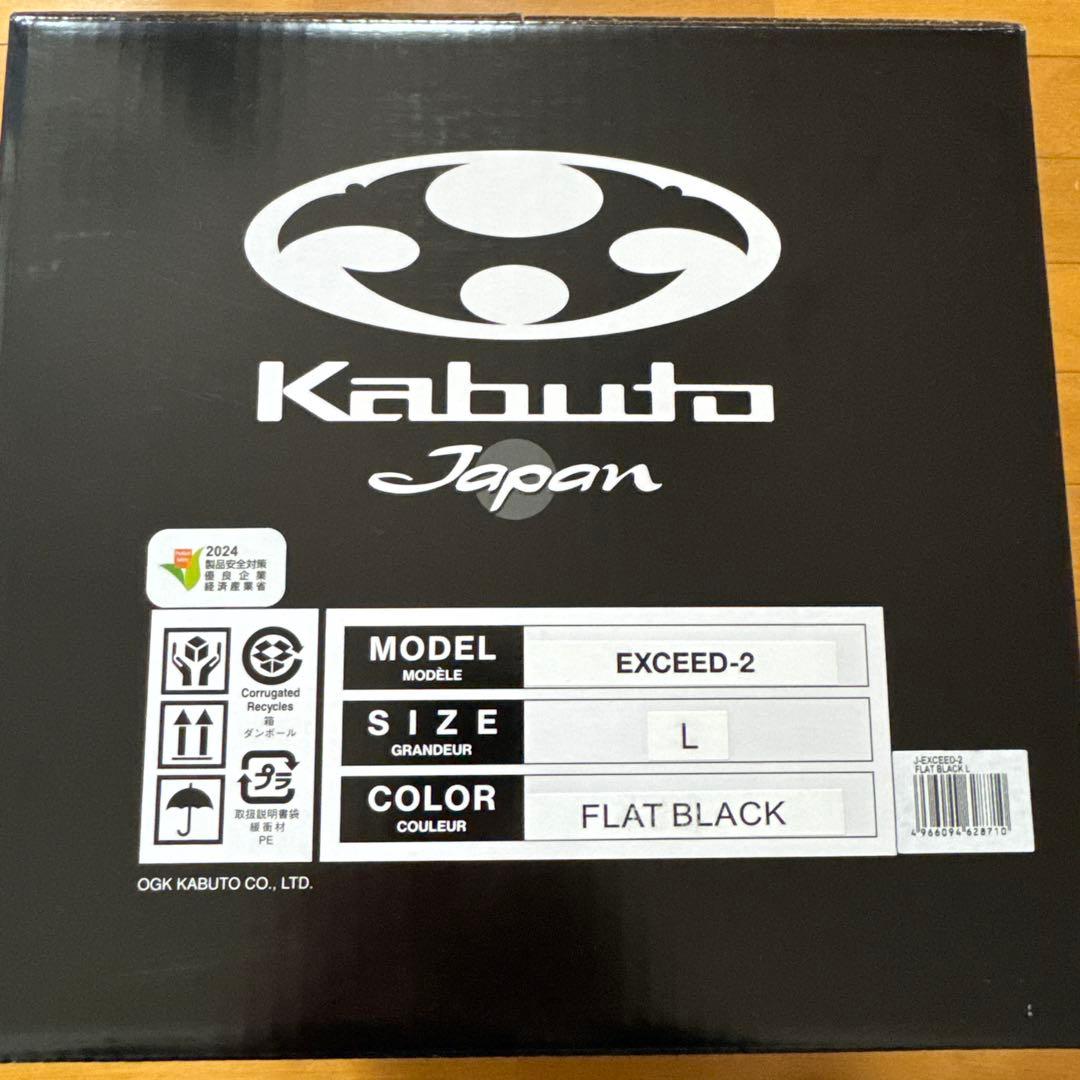 Kabuto
Japan
2024
製品安全対策
優良企業
経済産業省
Corrugated
Recycles
箱
ダンボール
プラ
取扱説明書袋
緩衝材
PE
MODEL
MODÈLE
EXCEED-2
SIZE
GRANDEUR
L
COLOR
COULEUR
FLAT BLACK
J-EXCEED-2
FLAT BLACK L
4966094628710
OGK KABUTO CO., LTD.